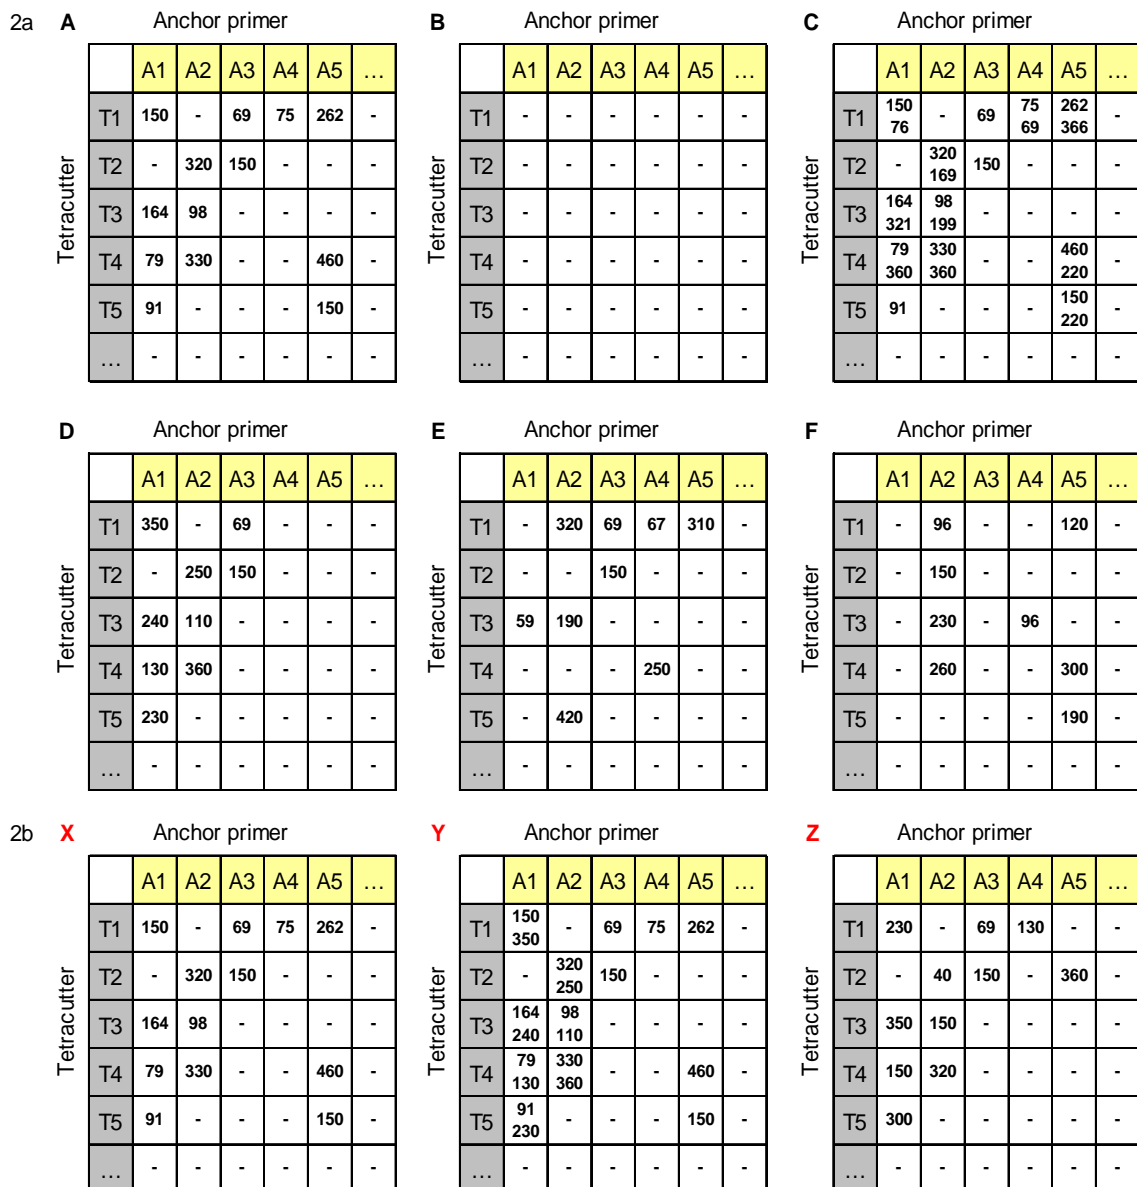 2a A Anchor primer B Anchor primer C Anchor primer
A1 A2 A3 A4 A5 … A1 A2 A3 A4 A5 … A1 A2 A3 A4 A5 …
Tetracutter Tetracutter Tetracutter
T1 150 - 69 75 262 - T1 - - - - - - T1 150 76 - 69 75 69 262 366 -
T2 - 320 150 - - - T2 - - - - - - T2 - 320 169 150 - - -
T3 164 98 - - - - T3 - - - - - - T3 164 321 98 199 - - - -
T4 79 330 - - 460 - T4 - - - - - - T4 79 360 330 360 - - 460 220 -
T5 91 - - - 150 - T5 - - - - - - T5 91 - - - 150 220 -
… - - - - - - … - - - - - - … - - - - - -
D Anchor primer E Anchor primer F Anchor primer
A1 A2 A3 A4 A5 … A1 A2 A3 A4 A5 … A1 A2 A3 A4 A5 …
Tetracutter Tetracutter Tetracutter
T1 350 - 69 - - - T1 - 320 69 67 310 - T1 - 96 - - 120 -
T2 - 250 150 - - - T2 - - 150 - - - T2 - 150 - - - -
T3 240 110 - - - - T3 59 190 - - - - T3 - 230 - 96 - -
T4 130 360 - - - - T4 - - - 250 - - T4 - 260 - - 300 -
T5 230 - - - - - T5 - 420 - - - - T5 - - - - 190 -
… - - - - - - … - - - - - - … - - - - - -
2b X Anchor primer Y Anchor primer Z Anchor primer
A1 A2 A3 A4 A5 … A1 A2 A3 A4 A5 … A1 A2 A3 A4 A5 …
Tetracutter Tetracutter Tetracutter
T1 150 - 69 75 262 - T1 150 350 - 69 75 262 - T1 230 - 69 130 - -
T2 - 320 150 - - - T2 - 320 250 150 - - - T2 - 40 150 - 360 -
T3 164 98 - - - - T3 164 240 98 110 - - - - T3 350 150 - - - -
T4 79 330 - - 460 - T4 79 130 330 360 - - 460 - T4 150 320 - - - -
T5 91 - - - 150 - T5 91 230 - - - 150 - T5 300 - - - - -
… - - - - - - … - - - - - - … - - - - - -